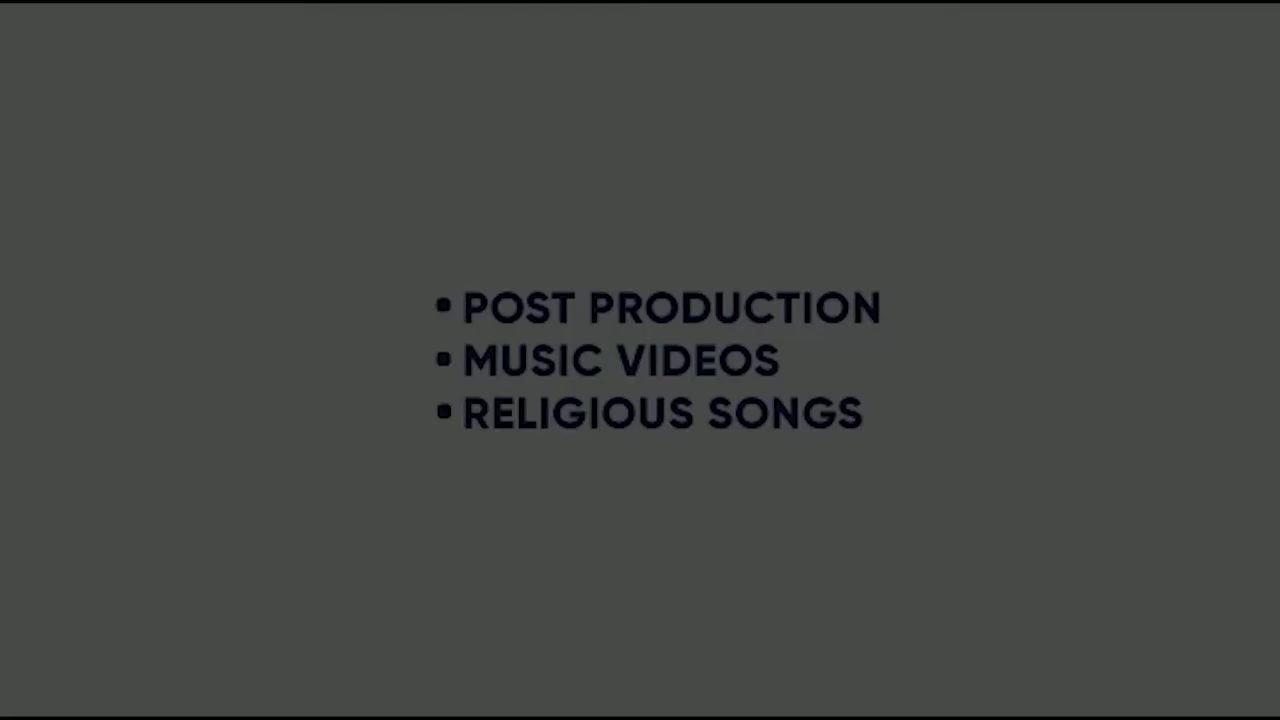 • POST PRODUCTION
• MUSIC VIDEOS
• RELIGIOUS SONGS